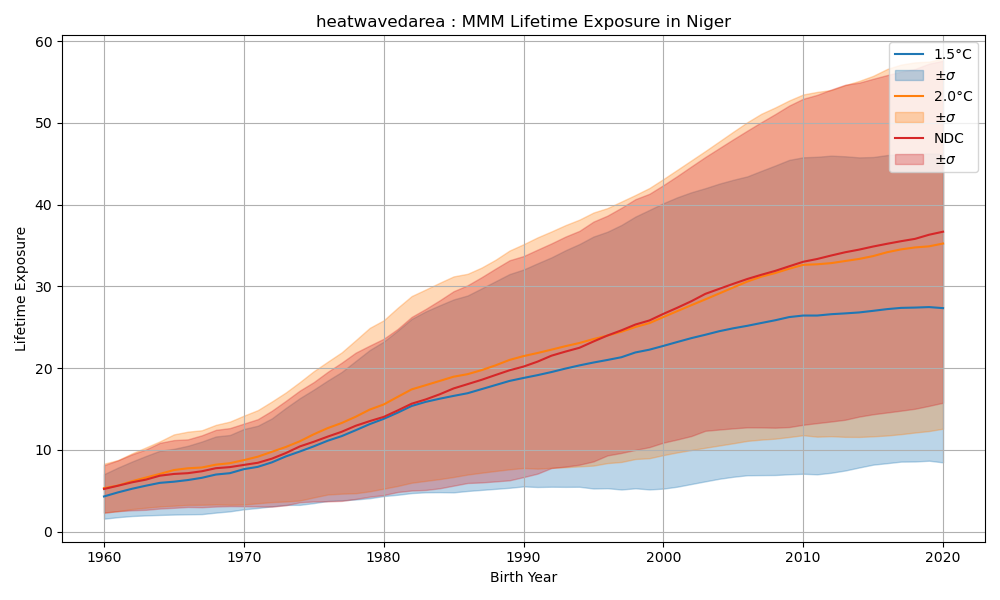 heatwavedarea : MMM Lifetime Exposure in Niger
Lifetime Exposure
60
50
40
30
20
10
0
1960 1970 1980 1990 2000 2010 2020
Birth Year
1.5°C
±σ
2.0°C
±σ
NDC
±σ